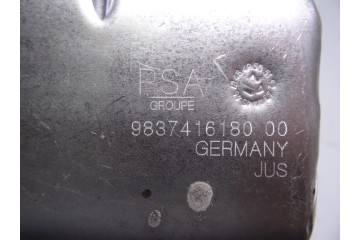 PSA
GROUPE
9837416180 00
GERMANY
JUS